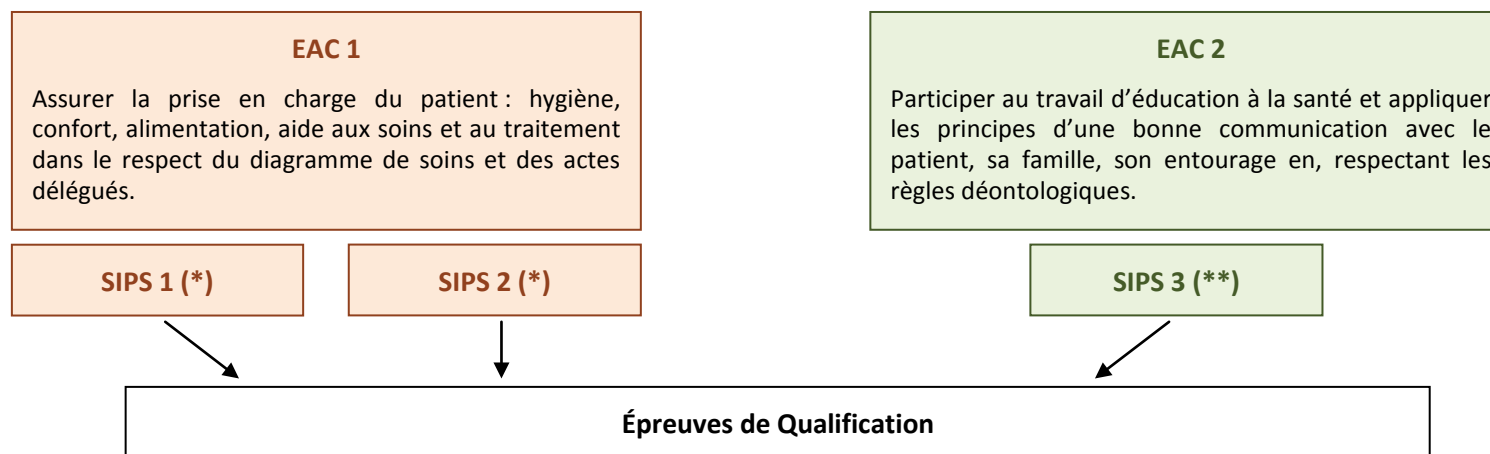 EAC 1
Assurer la prise en charge du patient : hygiène,
confort, alimentation, aide aux soins et au traitement
dans le respect du diagramme de soins et des actes
délégués.
EAC 2
Participer au travail d’éducation à la santé et appliquer
les principes d’une bonne communication avec le
patient, sa famille, son entourage en, respectant les
règles déontologiques.
SIPS 1 (*)
SIPS 2 (*)
SIPS 3 (**)
Épreuves de Qualification